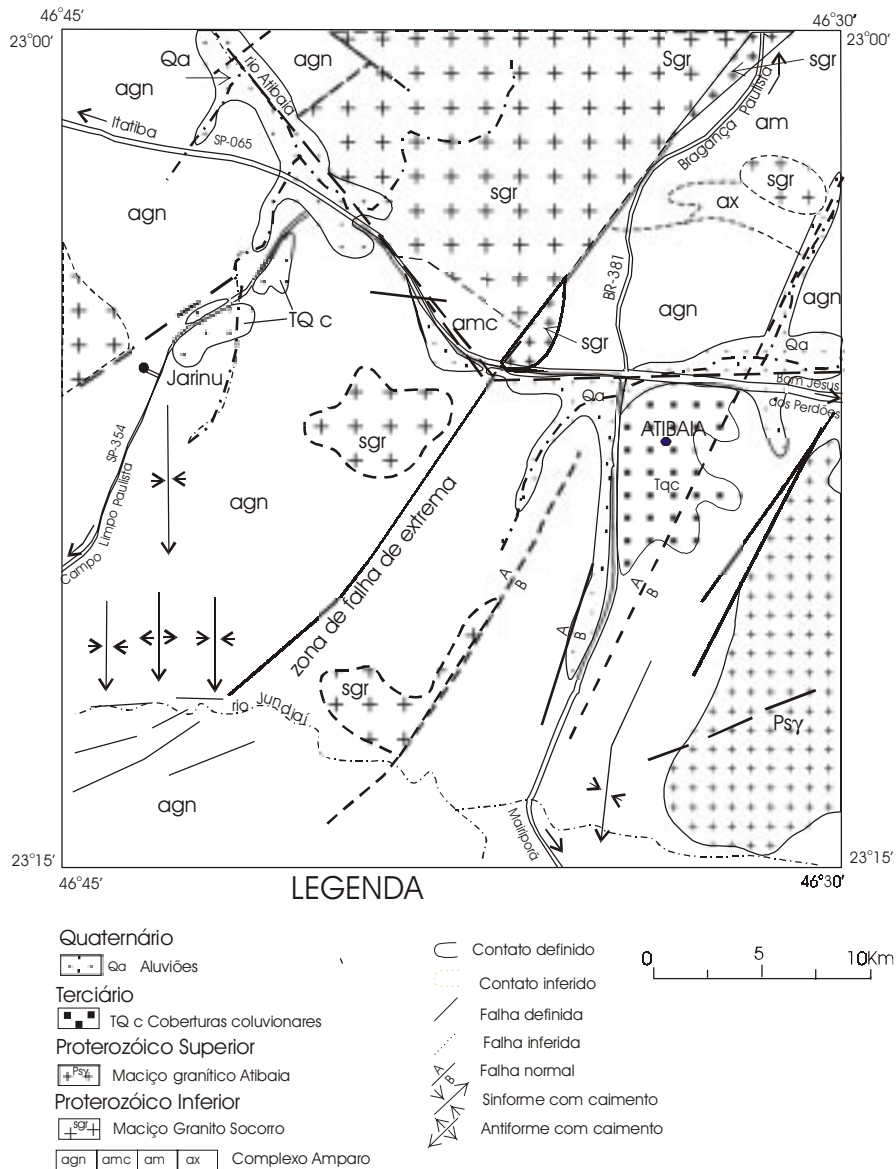 46°45′
46°30′
23°00′
23°00′
Qa
agn
rio Atibaia
agn
Sgr
sgr
agn
Itatiba
SP-065
Bragança Paulista
am
sgr
sgr
ax
agn
BR-381
agn
agn
TQ c
amc
sgr
Qa
Jarinu
Bom Jesus
dos Perdões
Qa
sgr
ATIBAIA
Tqc
SP-354
agn
Campo Limpo Paulista
zona de falha de extrema
A
B
A
B
A
B
sgr
rio Jundiaí
Psγ
agn
Mairiporã
23°15′
23°15′
46°45′
46°30′
LEGENDA
Quaternário
Qa Aluviões
Terciário
TQ c Coberturas coluvionares
Proterozóico Superior
Psγ Maciço granítico Atibaia
Proterozóico Inferior
sgr Maciço Granito Socorro
agn amc am ax Complexo Amparo
Contato definido
Contato inferido
Falha definida
Falha inferida
A
B
Falha normal
Sinforme com caimento
Antiforme com caimento
0 5 10Km